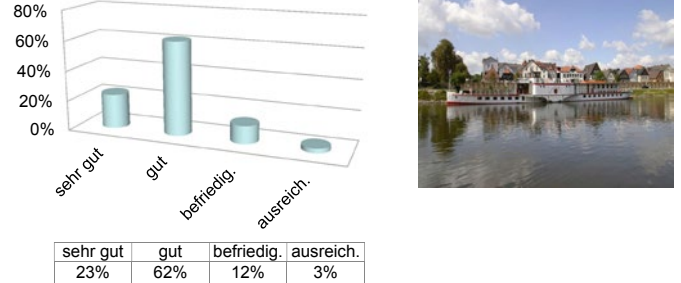 80%
60%
40%
20%
0%
sehr gut
gut
befriedig.
ausreich.
sehr gut gut befriedig. ausreich.
23% 62% 12% 3%